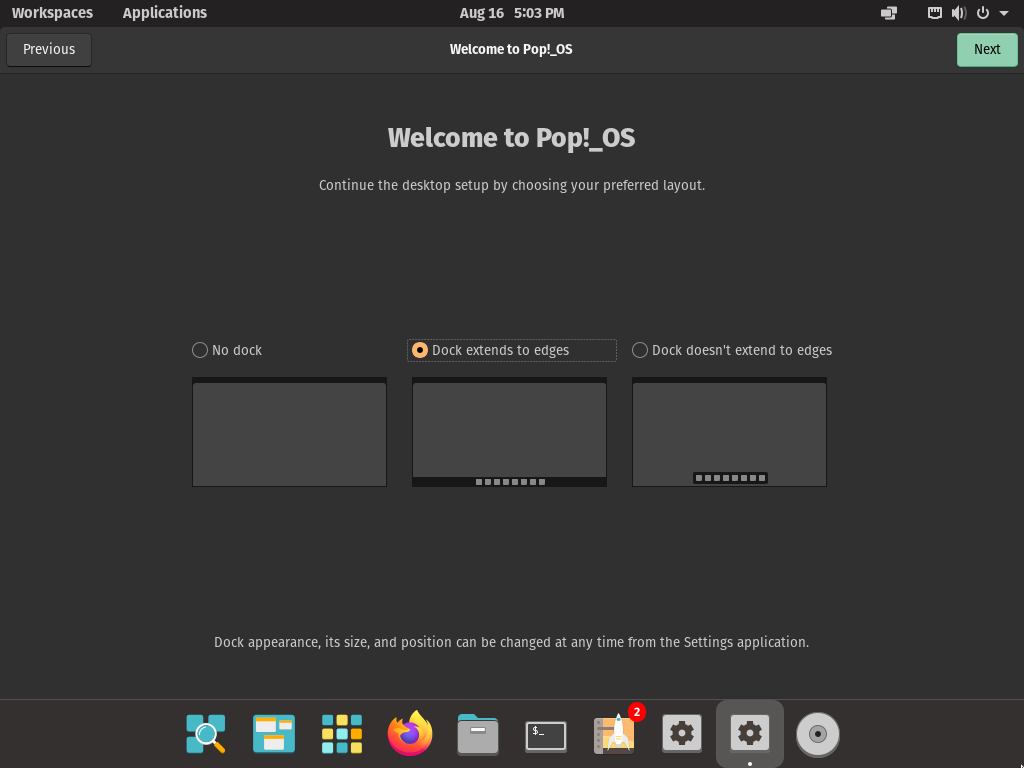 Workspaces Applications Aug 16 5:03 PM
Previous Welcome to Pop!_OS Next
Welcome to Pop!_OS
Continue the desktop setup by choosing your preferred layout.
No dock Dock extends to edges Dock doesn't extend to edges
Dock appearance, its size, and position can be changed at any time from the Settings application.
$_
2